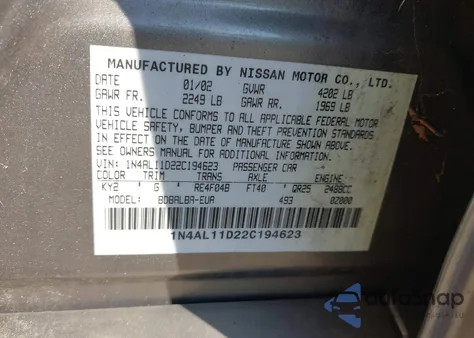 MANUFACTURED BY NISSAN MOTOR CO., LTD.
DATE 01/02 GVWR 4202 LB
GAWR FR. 2249 LB GAWR RR. 1969 LB
THIS VEHICLE CONFORMS TO ALL APPLICABLE FEDERAL MOTOR
VEHICLE SAFETY, BUMPER AND THEFT PREVENTION STANDARDS
IN EFFECT ON THE DATE OF MANUFACTURE SHOWN ABOVE.
SEE OWNERS MANUAL FOR ADDITIONAL INFORMATION.
VIN: 1N4AL11D22C194623 PASSENGER CAR
COLOR TRIM TRANS AXLE ENGINE
KY2 G RE4F04B FT40 QR25 2488CC
MODEL: BDBALBA-EUA 493 02000
1N4AL11D22C194623
autosnap